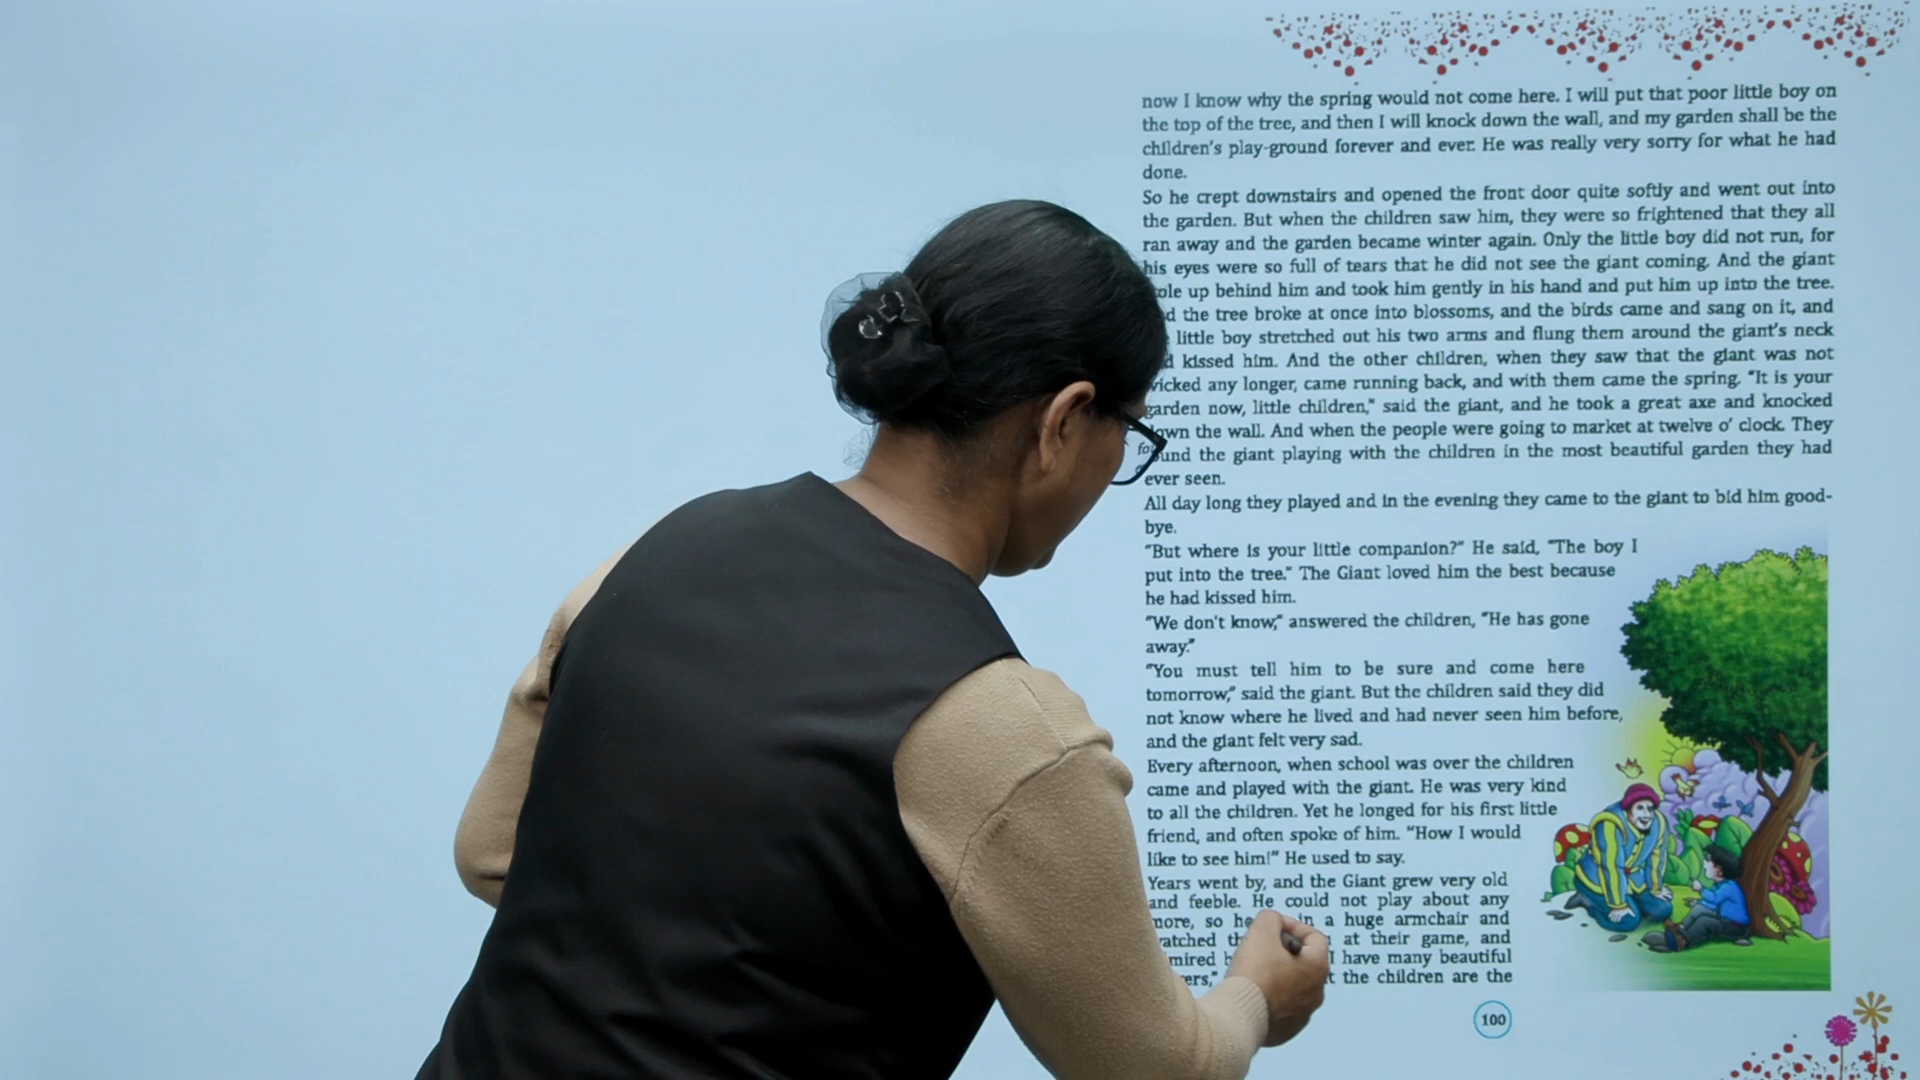 now I know why the spring would not come here. I will put that poor little boy on
the top of the tree, and then I will knock down the wall, and my garden shall be the
children's play-ground forever and ever. He was really very sorry for what he had
done.
So he crept downstairs and opened the front door quite softly and went out into
the garden. But when the children saw him, they were so frightened that they all
ran away and the garden became winter again. Only the little boy did not run, for
his eyes were so full of tears that he did not see the giant coming. And the giant
up behind him and took him gently in his hand and put him up into the tree.
the tree broke at once into blossoms, and the birds came and sang on it, and
little boy stretched out his two arms and flung them around the giant's neck
kissed him. And the other children, when they saw that the giant was not
any longer, came running back, and with them came the spring. "It is your
garden now, little children," said the giant, and he took a great axe and knocked
the wall. And when the people were going to market at twelve o' clock. They
the giant playing with the children in the most beautiful garden they had
ever seen.
All day long they played and in the evening they came to the giant to bid him good-
bye.
"But where is your little companion?" He said, "The boy I
put into the tree." The Giant loved him the best because
he had kissed him.
"We don't know," answered the children, "He has gone
away."
"You must tell him to be sure and come here
tomorrow," said the giant. But the children said they did
not know where he lived and had never seen him before,
and the giant felt very sad.
Every afternoon, when school was over the children
came and played with the giant. He was very kind
to all the children. Yet he longed for his first little
friend, and often spoke of him. "How I would
like to see him!" He used to say.
Years went by, and the Giant grew very old
and feeble. He could not play about any
more, so he in a huge armchair and
at their game, and
I have many beautiful
the children are the
100